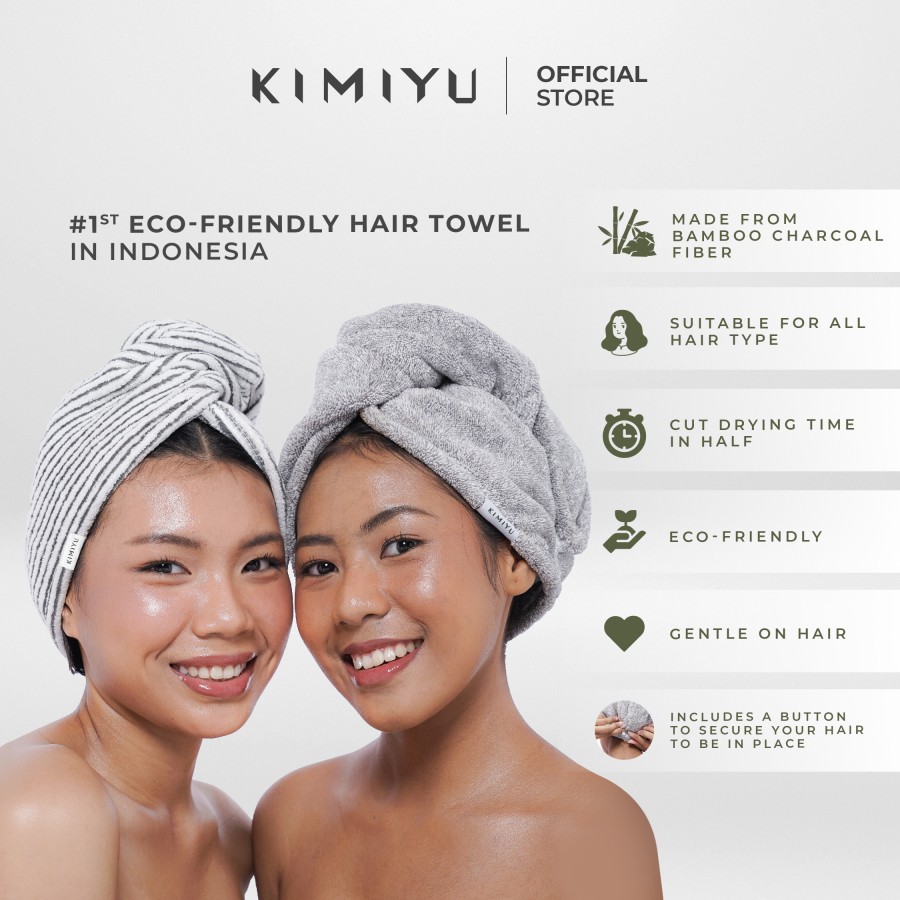 KIMIYU
OFFICIAL
STORE
#1ST ECO-FRIENDLY HAIR TOWEL
IN INDONESIA
MADE FROM
BAMBOO CHARCOAL
FIBER
SUITABLE FOR ALL
HAIR TYPE
CUT DRYING TIME
IN HALF
ECO-FRIENDLY
GENTLE ON HAIR
INCLUDES A BUTTON
TO SECURE YOUR HAIR
TO BE IN PLACE
KIMIYU
KIMIYU